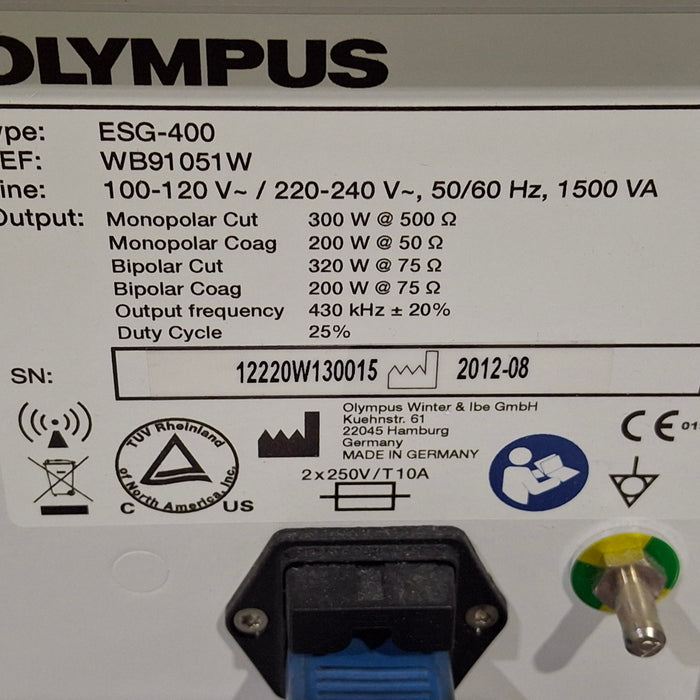 OLYMPUS
ype: ESG-400
EF: WB91051W
ine: 100-120 V~ / 220-240 V~, 50/60 Hz, 1500 VA
Output: Monopolar Cut 300 W @ 500 Ω
Monopolar Coag 200 W @ 50 Ω
Bipolar Cut 320 W @ 75 Ω
Bipolar Coag 200 W @ 75 Ω
Output frequency 430 kHz ± 20%
Duty Cycle 25%
SN: 12220W130015 2012-08
TÜV Rheinland
of North America, Inc.
C US
Olympus Winter & Ibe GmbH
Kuehnstr. 61
22045 Hamburg
Germany
MADE IN GERMANY
2 x 250V / T 10A
CE 01